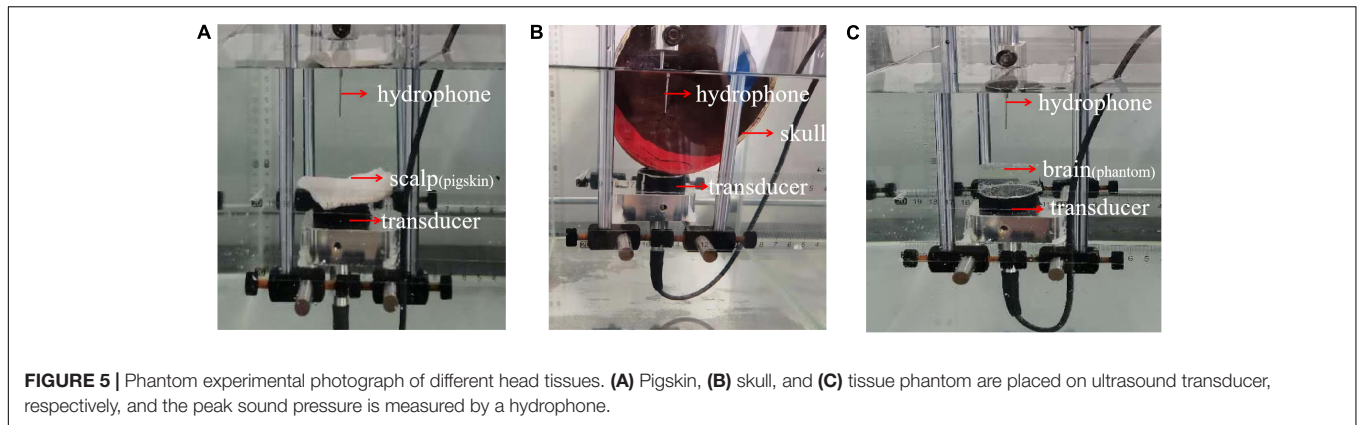 A
B
C
hydrophone
scalp(pigskin)
transducer
hydrophone
skull
transducer
hydrophone
brain(phantom)
transducer
FIGURE 5 | Phantom experimental photograph of different head tissues. (A) Pigskin, (B) skull, and (C) tissue phantom are placed on ultrasound transducer,
respectively, and the peak sound pressure is measured by a hydrophone.